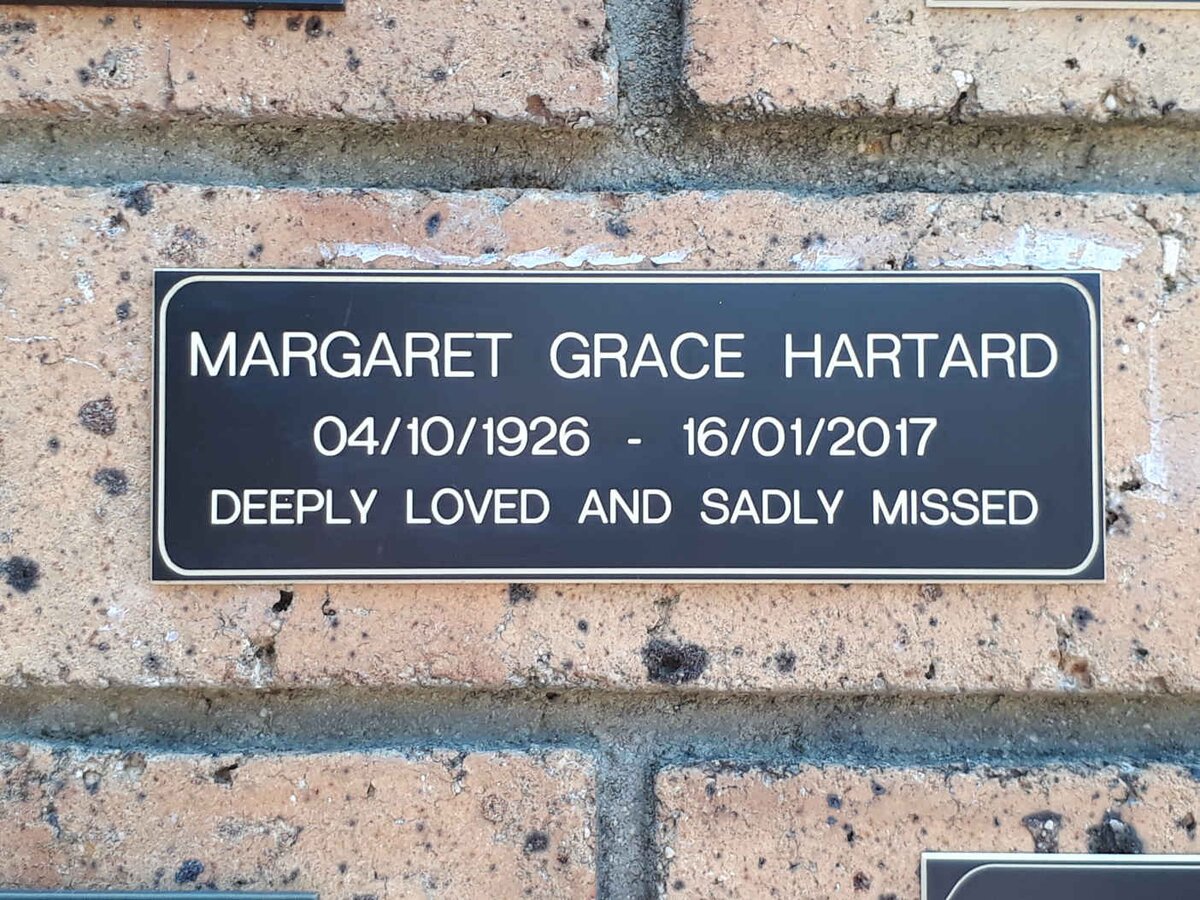 MARGARET GRACE HARTARD
04/10/1926 - 16/01/2017
DEEPLY LOVED AND SADLY MISSED